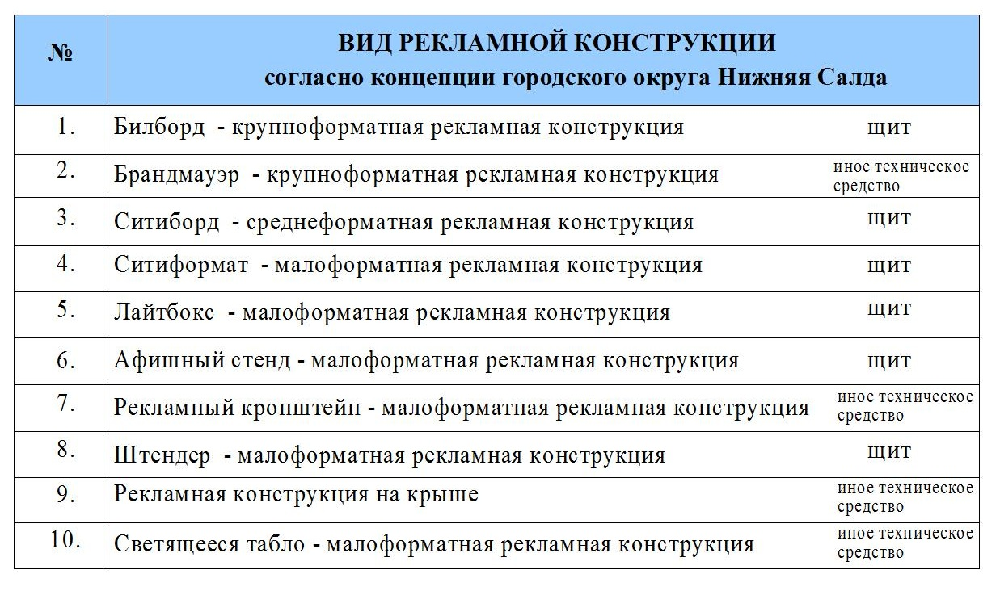 №
ВИД РЕКЛАМНОЙ КОНСТРУКЦИИ
согласно концепции городского округа Нижняя Салда
1. Билборд - крупноформатная рекламная конструкция щит
2. Брандмауэр - крупноформатная рекламная конструкция иное техническое
средство
3. Ситиборд - среднеформатная рекламная конструкция щит
4. Ситиформат - малоформатная рекламная конструкция щит
5. Лайтбокс - малоформатная рекламная конструкция щит
6. Афишный стенд - малоформатная рекламная конструкция щит
7. Рекламный кронштейн - малоформатная рекламная конструкция иное техническое
средство
8. Штендер - малоформатная рекламная конструкция щит
9. Рекламная конструкция на крыше иное техническое
средство
10. Светящееся табло - малоформатная рекламная конструкция иное техническое
средство